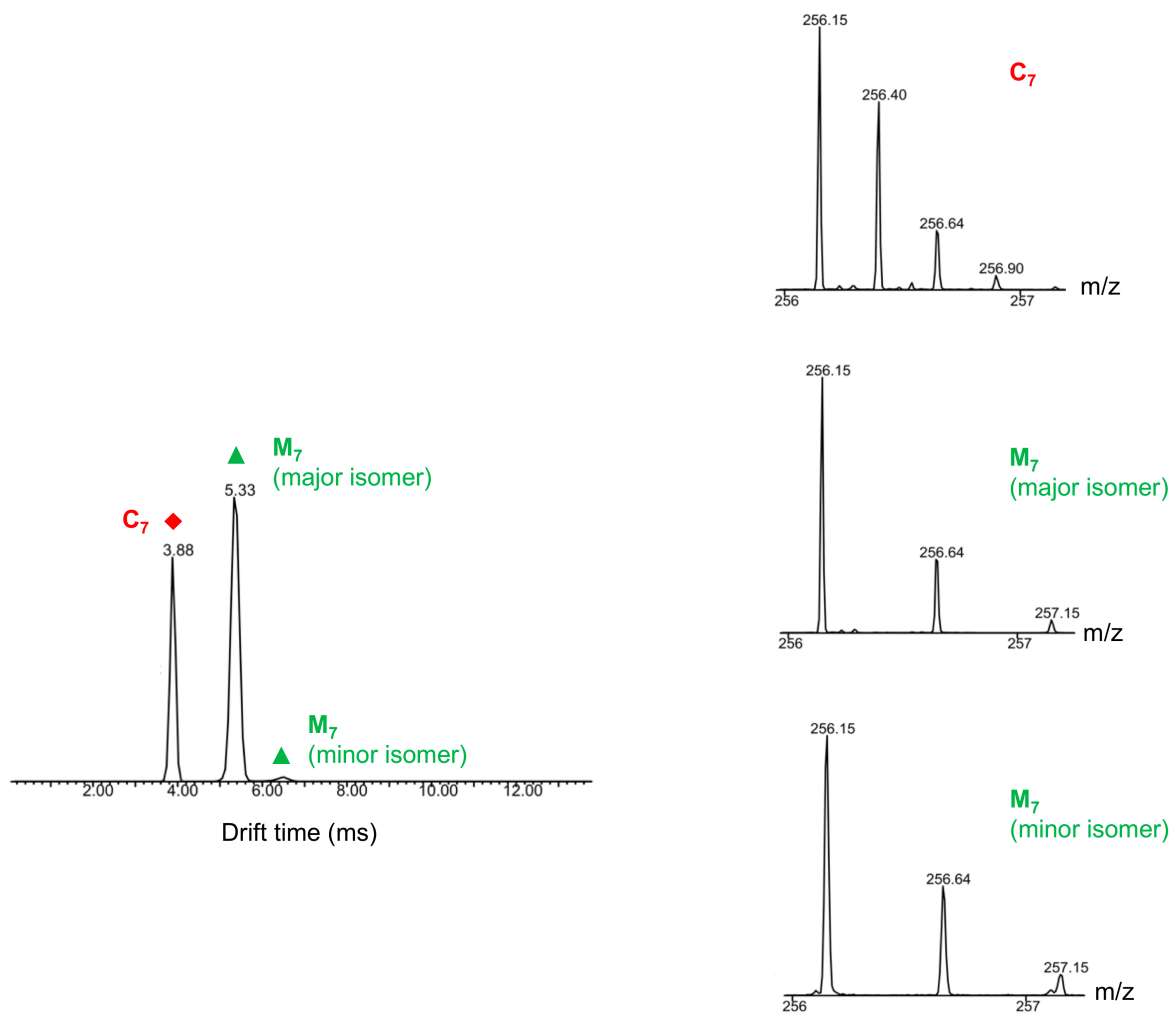 256.15
C7
256.40
256.64
256.90
256
257
m/z
256.15
M7
(major isomer)
256.64
257.15
256
257
m/z
M7
(major isomer)
5.33
C7
3.88
M7
(minor isomer)
2.00
4.00
6.00
8.00
10.00
12.00
Drift time (ms)
256.15
M7
(minor isomer)
256.64
257.15
256
257
m/z